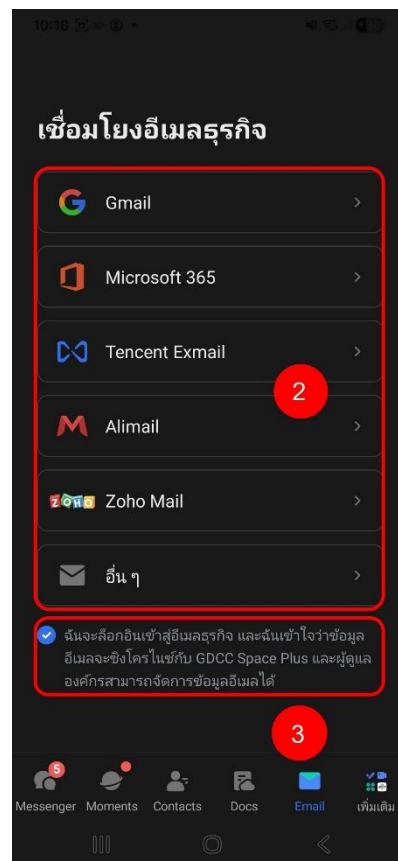 10:18
เชื่อมโยงอีเมลธุรกิจ
Gmail
Microsoft 365
Tencent Exmail
2
Alimail
ZOHO Zoho Mail
อื่น ๆ
ฉันจะล็อกอินเข้าสู่อีเมลธุรกิจ และฉันเข้าใจว่าข้อมูล
อีเมลจะซิงโครไนซ์กับ GDCC Space Plus และผู้ดูแล
องค์กรสามารถจัดการข้อมูลอีเมลได้
3
5
Messenger Moments Contacts Docs Email เพิ่มเติม